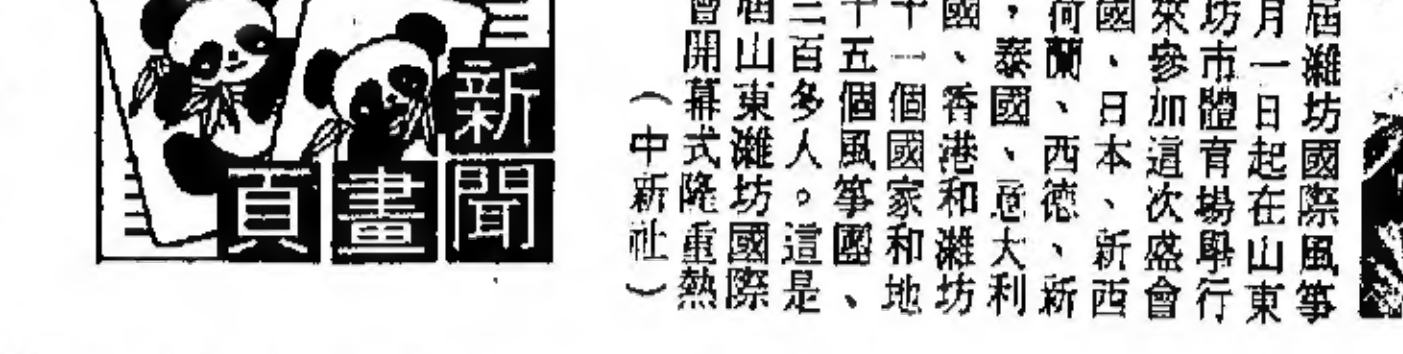 屆濰坊國際風箏
月一日起在山東
坊市體育場舉行
來參加這次盛會
國、日本、新西
荷蘭、西德、新
，泰國、意大利
國、香港和濰坊
十一個國家和地
十五個風箏團、
三百多人。這是
屆山東濰坊國際
會開幕式隆重熱
（中新社）
新聞
畫
頁